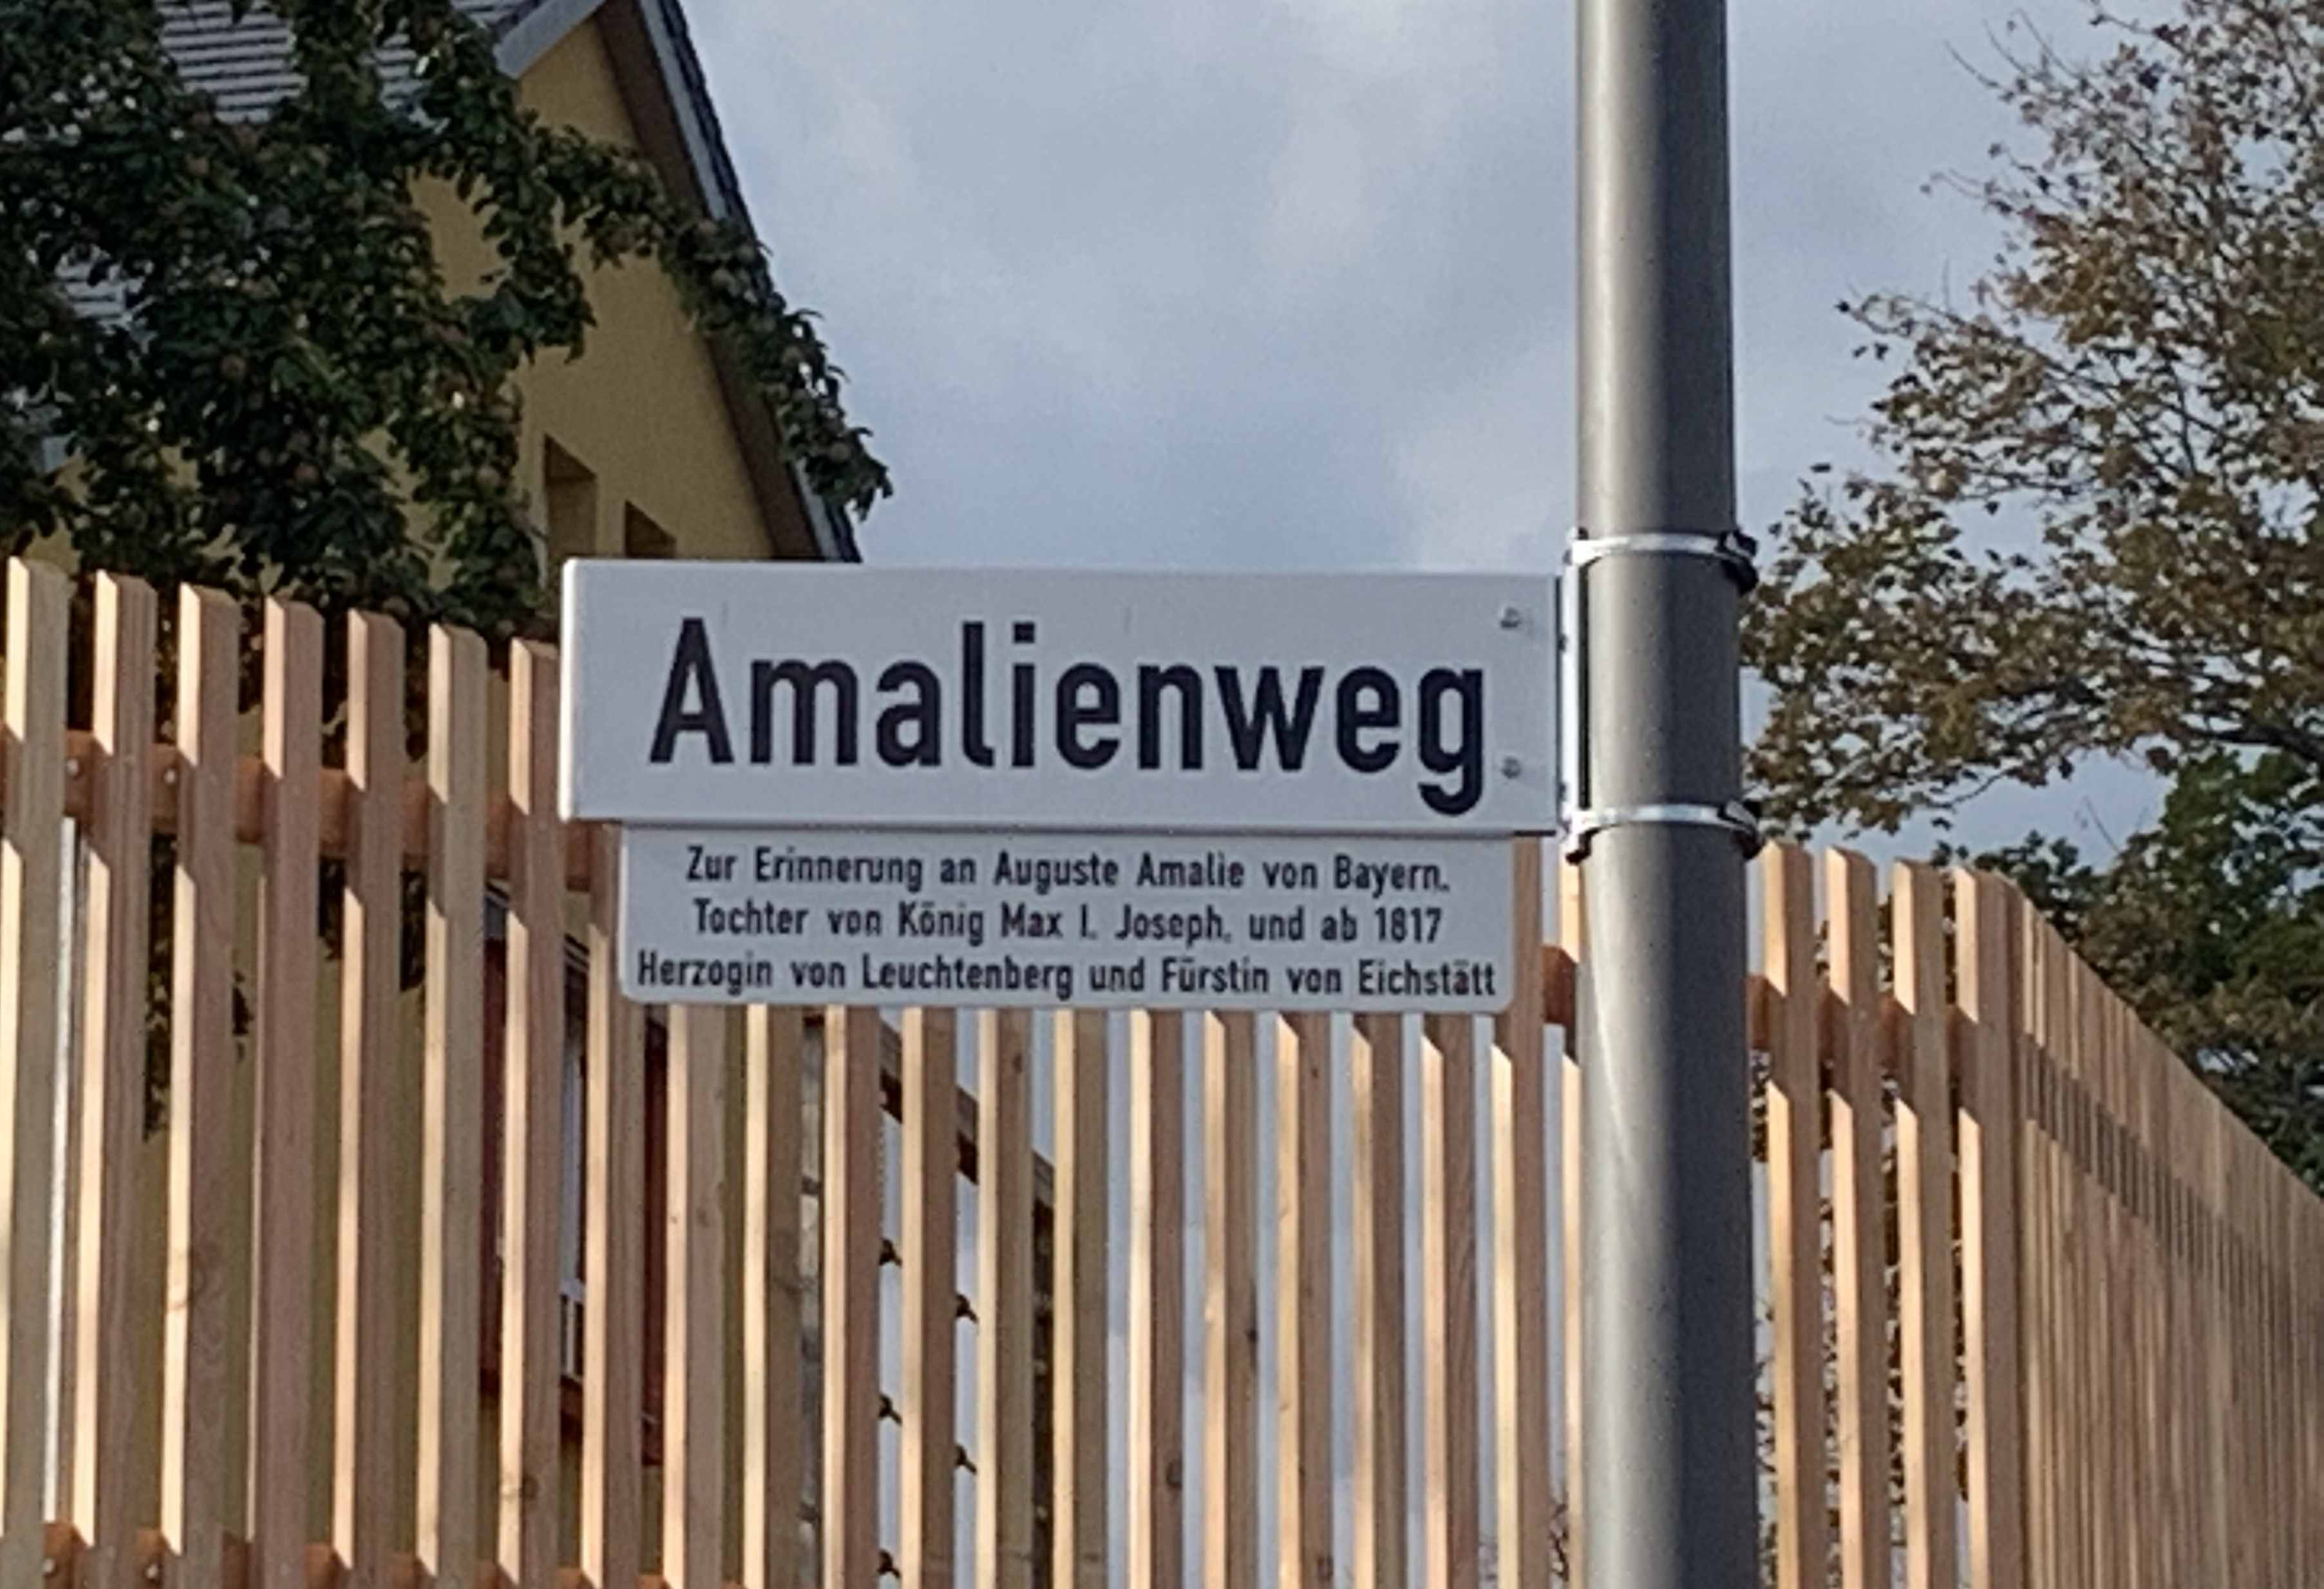 Amalienweg
Zur Erinnerung an Auguste Amalie von Bayern,
Tochter von König Max I. Joseph, und ab 1817
Herzogin von Leuchtenberg und Fürstin von Eichstätt